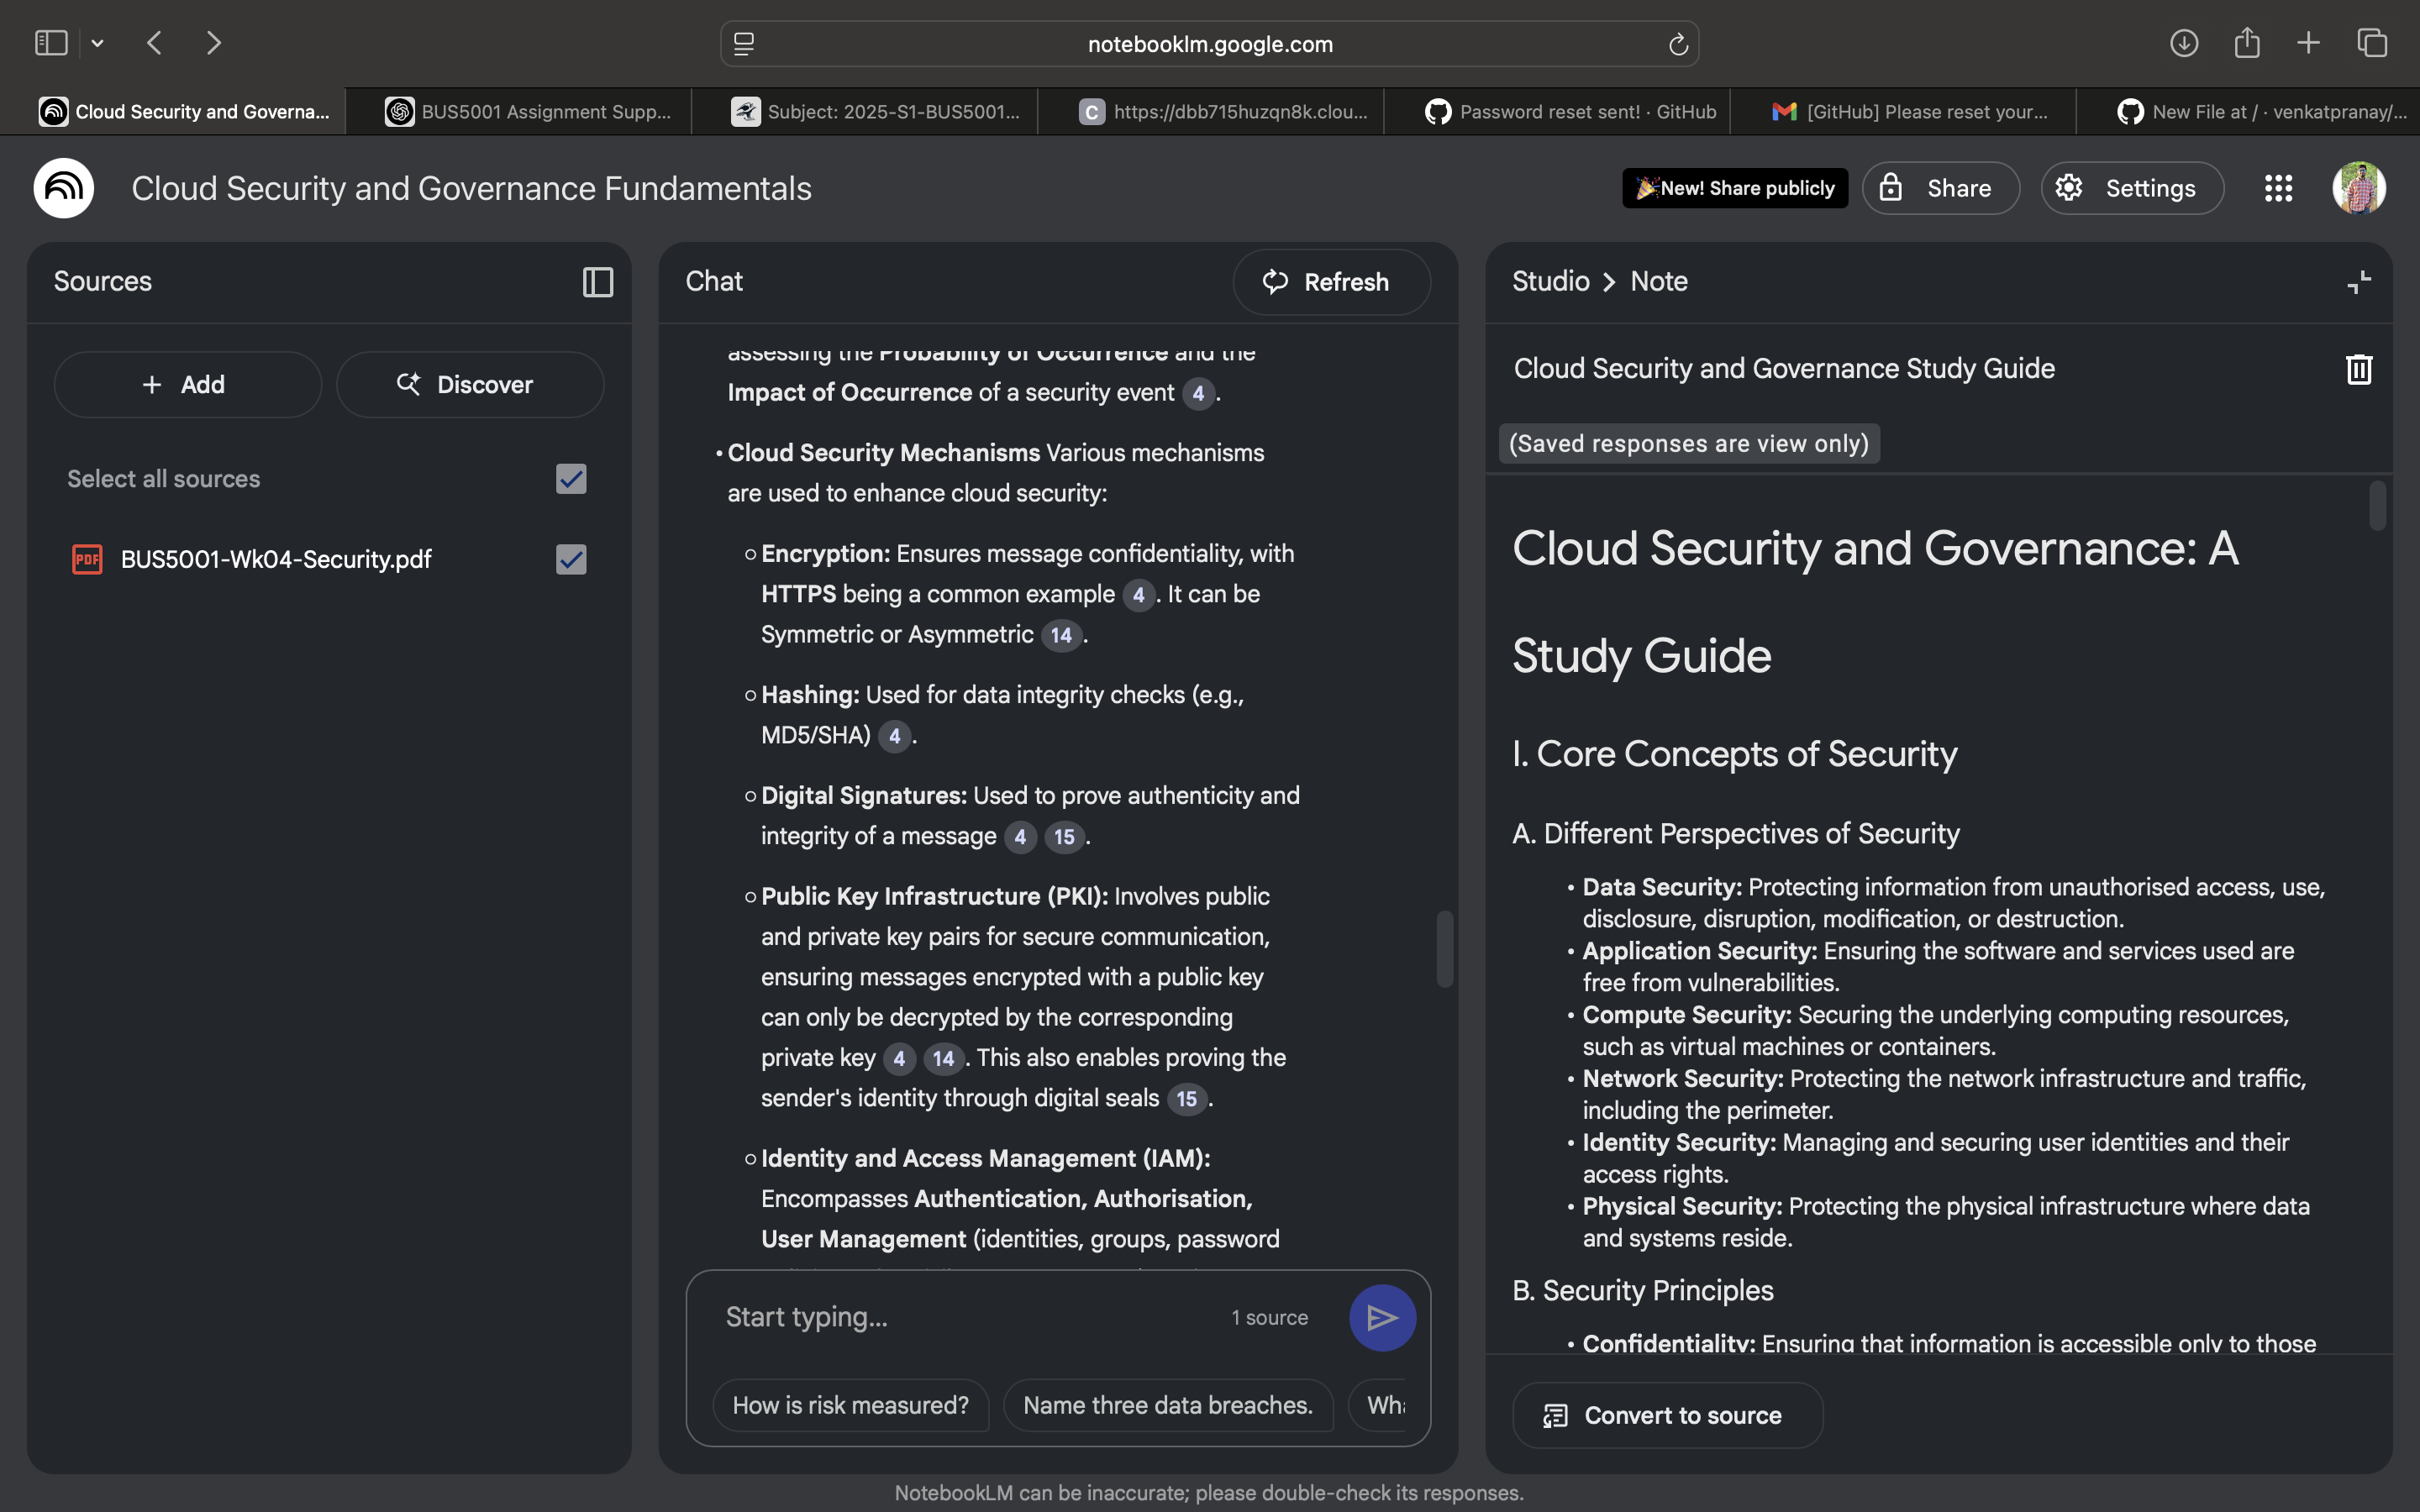 notebooklm.google.com
Cloud Security and Governa...
BUS5001 Assignment Supp...
Subject: 2025-S1-BUS5001...
C https://dbb715huzqn8k.clou...
Password reset sent! · GitHub
[GitHub] Please reset your...
New File at / · venkatpranay/...
Cloud Security and Governance Fundamentals
New! Share publicly
Share
Settings
Sources
Add
Discover
Select all sources
PDF BUS5001-Wk04-Security.pdf
Chat
Refresh
assessing the Probability of Occurrence and the
Impact of Occurrence of a security event 4.
• Cloud Security Mechanisms Various mechanisms
are used to enhance cloud security:
○ Encryption: Ensures message confidentiality, with
HTTPS being a common example 4. It can be
Symmetric or Asymmetric 14.
○ Hashing: Used for data integrity checks (e.g.,
MD5/SHA) 4.
○ Digital Signatures: Used to prove authenticity and
integrity of a message 4 15.
○ Public Key Infrastructure (PKI): Involves public
and private key pairs for secure communication,
ensuring messages encrypted with a public key
can only be decrypted by the corresponding
private key 4 14. This also enables proving the
sender's identity through digital seals 15.
○ Identity and Access Management (IAM):
Encompasses Authentication, Authorisation,
User Management (identities, groups, password
Start typing...
1 source
How is risk measured?
Name three data breaches.
Wha
Studio > Note
Cloud Security and Governance Study Guide
(Saved responses are view only)
Cloud Security and Governance: A
Study Guide
I. Core Concepts of Security
A. Different Perspectives of Security
• Data Security: Protecting information from unauthorised access, use,
disclosure, disruption, modification, or destruction.
• Application Security: Ensuring the software and services used are
free from vulnerabilities.
• Compute Security: Securing the underlying computing resources,
such as virtual machines or containers.
• Network Security: Protecting the network infrastructure and traffic,
including the perimeter.
• Identity Security: Managing and securing user identities and their
access rights.
• Physical Security: Protecting the physical infrastructure where data
and systems reside.
B. Security Principles
• Confidentiality: Ensuring that information is accessible only to those
Convert to source
NotebookLM can be inaccurate; please double-check its responses.